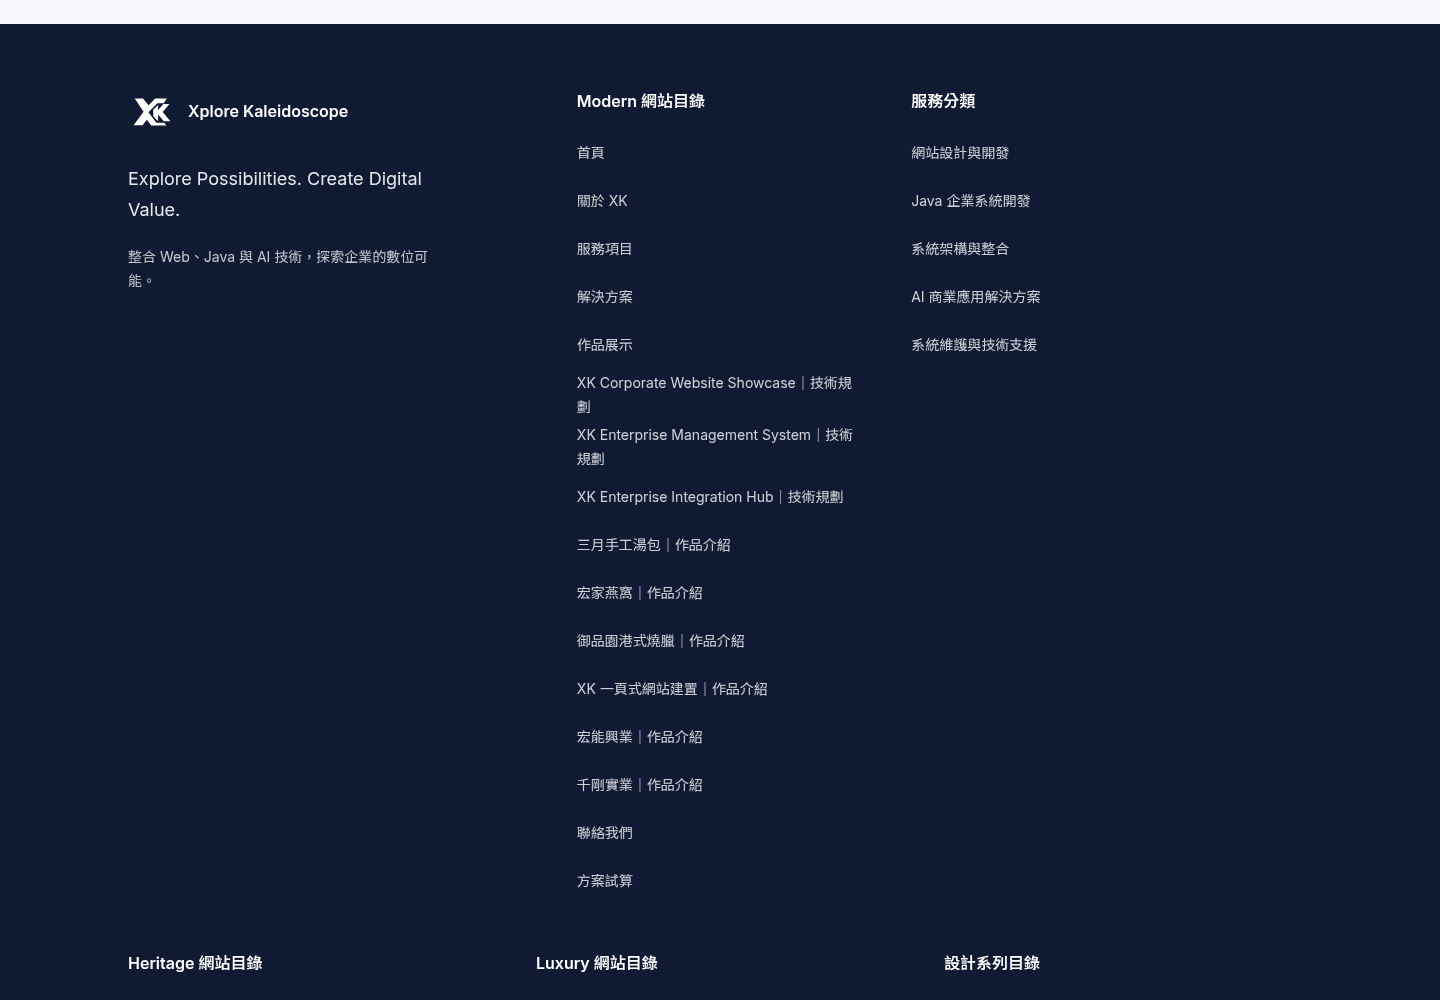 XK Xplore Kaleidoscope
Explore Possibilities. Create Digital
Value.
整合 Web、Java 與 AI 技術，探索企業的數位可
能。
Modern 網站目錄
首頁
關於 XK
服務項目
解決方案
作品展示
XK Corporate Website Showcase｜技術規
劃
XK Enterprise Management System｜技術
規劃
XK Enterprise Integration Hub｜技術規劃
三月手工湯包｜作品介紹
宏家燕窩｜作品介紹
御品園港式燒臘｜作品介紹
XK 一頁式網站建置｜作品介紹
宏能興業｜作品介紹
千剛實業｜作品介紹
聯絡我們
方案試算
服務分類
網站設計與開發
Java 企業系統開發
系統架構與整合
AI 商業應用解決方案
系統維護與技術支援
Heritage 網站目錄
Luxury 網站目錄
設計系列目錄